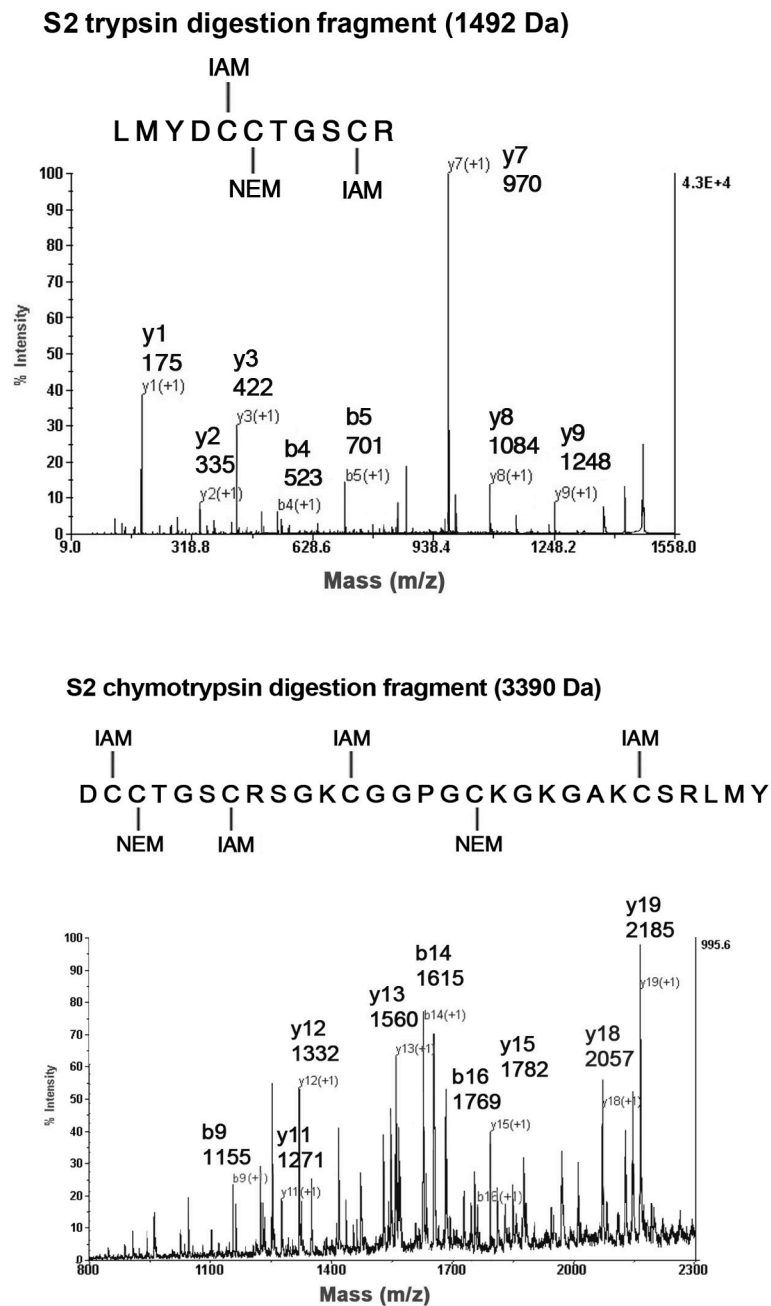 S2 trypsin digestion fragment (1492 Da)
IAM
L M Y D C C T G S C R
NEM IAM
y7(+1) y7
970
4.3E+4
100
90
80
70
60
50
40
30
20
10
0
% Intensity
y1
175
y1(+1)
y2
335
y2(+1)
y3
422
y3(+1)
b4
523
b4(+1)
b5
701
b5(+1)
y8
1084
y8(+1)
y9
1248
y9(+1)
9.0 318.8 628.6 938.4 1248.2 1558.0
Mass (m/z)
S2 chymotrypsin digestion fragment (3390 Da)
IAM IAM IAM
D C C T G S C R S G K C G G P G C K G K G A K C S R L M Y
NEM IAM NEM
995.6
100
90
80
70
60
50
40
30
20
10
0
% Intensity
b9
1155
b9(+1)
y11
1271
y11(+1)
y12
1332
y12(+1)
y13
1560
y13(+1)
b14
1615
b14(+1)
b16
1769
b16(+1)
y15
1782
y15(+1)
y18
2057
y18(+1)
y19
2185
y19(+1)
800 1100 1400 1700 2000 2300
Mass (m/z)